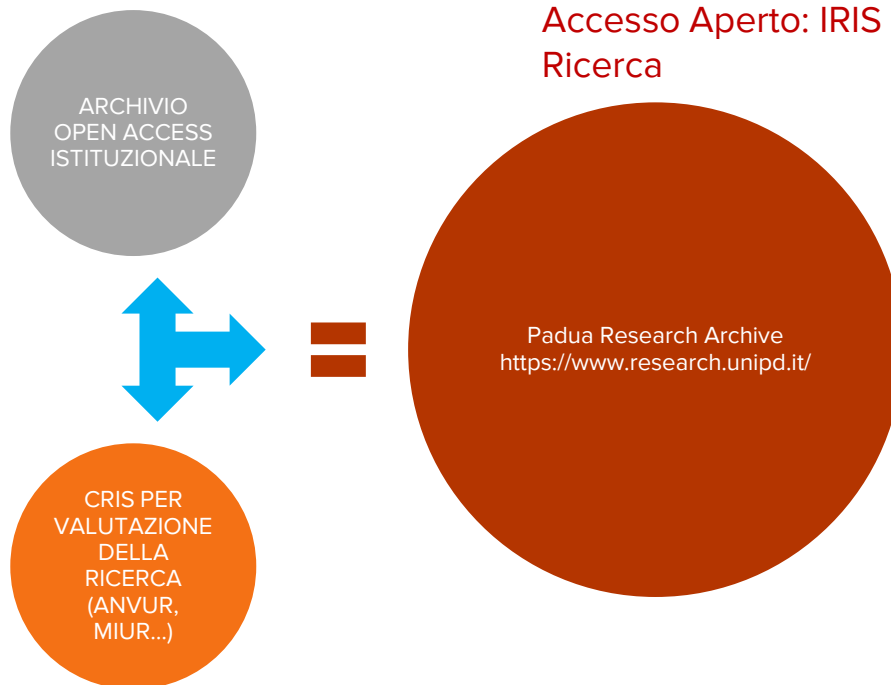 Accesso Aperto: IRIS
Ricerca
ARCHIVIO
OPEN ACCESS
ISTITUZIONALE
Padua Research Archive
https://www.research.unipd.it/
CRIS PER
VALUTAZIONE
DELLA
RICERCA
(ANVUR,
MIUR...)